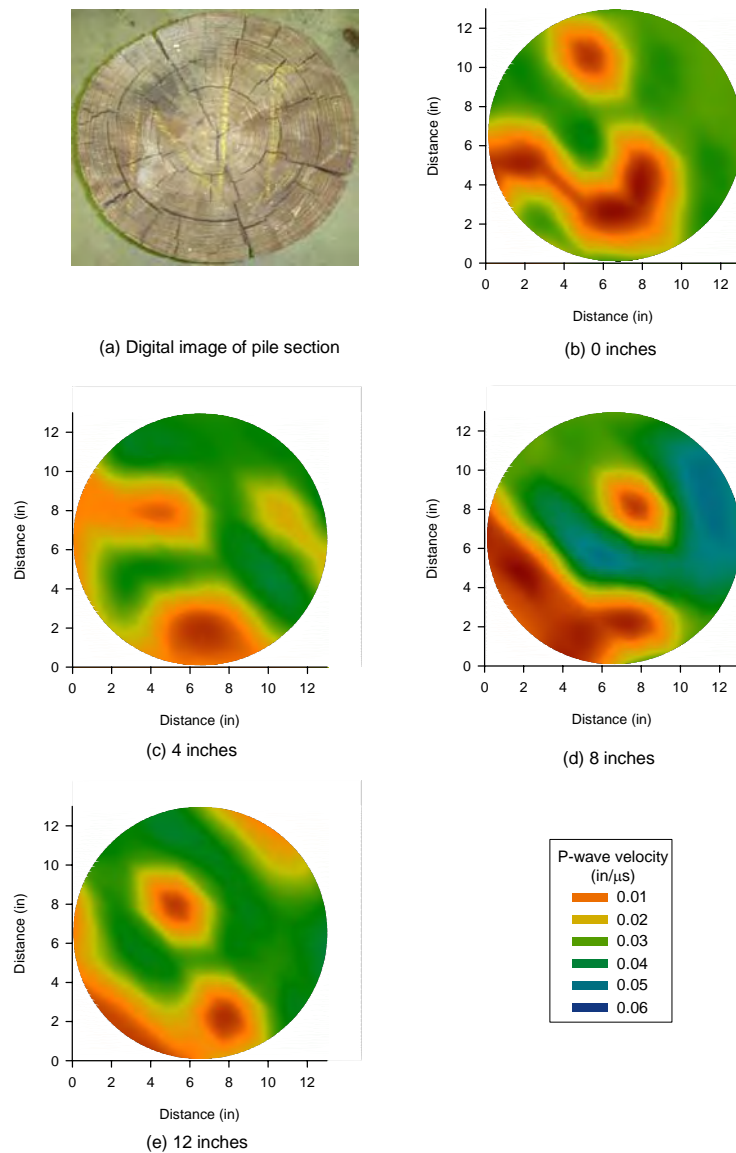 14
12
10
8
6
4
2
0
Distance (in)
0 2 4 6 8 10 12
Distance (in)
(a) Digital image of pile section
(b) 0 inches
12
10
8
6
4
2
0
Distance (in)
0 2 4 6 8 10 12
Distance (in)
(c) 4 inches
12
10
8
6
4
2
0
Distance (in)
0 2 4 6 8 10 12
Distance (in)
(d) 8 inches
12
10
8
6
4
2
0
Distance (in)
0 2 4 6 8 10 12
Distance (in)
(e) 12 inches
P-wave velocity
(in/μs)
0.01
0.02
0.03
0.04
0.05
0.06